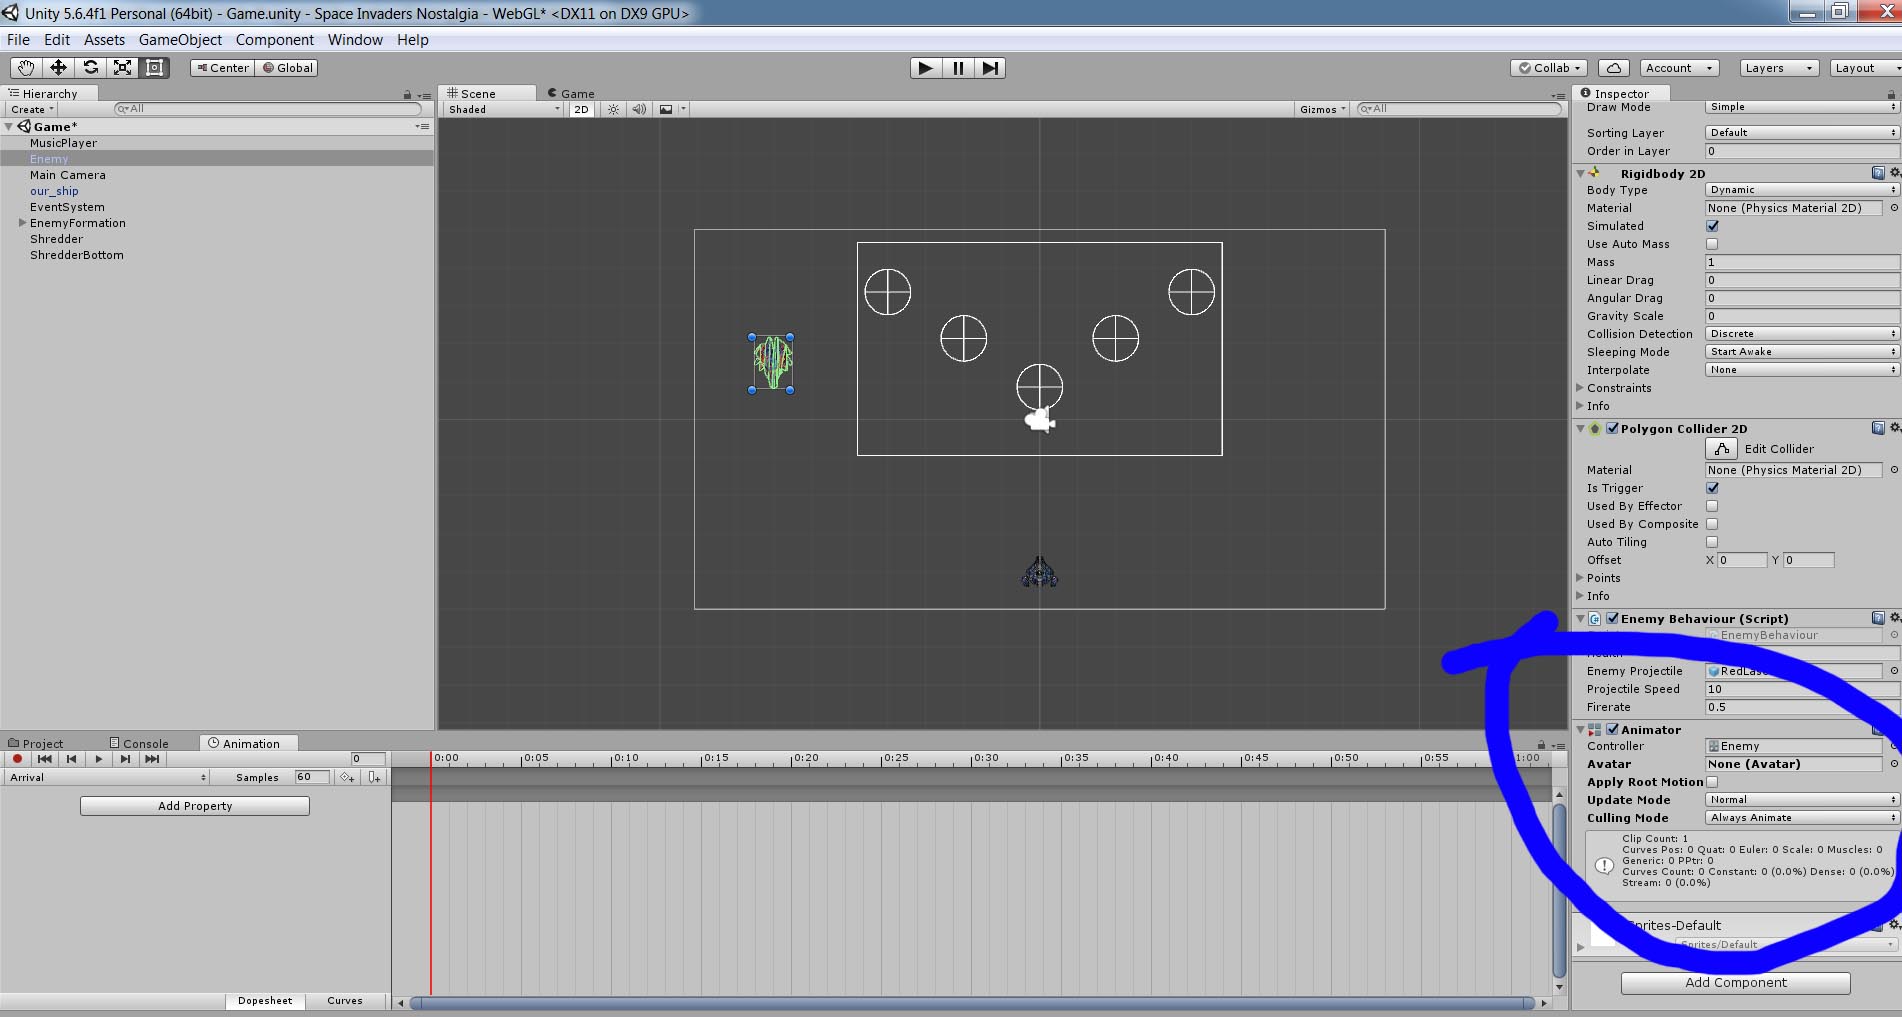 Unity 5.6.4f1 Personal (64bit) - Game.unity - Space Invaders Nostalgia - WebGL* <DX11 on DX9 GPU>
File Edit Assets GameObject Component Window Help
Center Global Collab Account Layers Layout
Hierarchy
Create All
Game*
MusicPlayer
Enemy
Main Camera
our_ship
EventSystem
EnemyFormation
Shredder
ShredderBottom
Scene Game
Shaded 2D Gizmos All
Inspector
Draw Mode Simple
Sorting Layer Default
Order in Layer 0
Rigidbody 2D
Body Type Dynamic
Material None (Physics Material 2D)
Simulated
Use Auto Mass
Mass 1
Linear Drag 0
Angular Drag 0
Gravity Scale 0
Collision Detection Discrete
Sleeping Mode Start Awake
Interpolate None
Constraints
Info
Polygon Collider 2D
Edit Collider
Material None (Physics Material 2D)
Is Trigger
Used By Effector
Used By Composite
Auto Tiling
Offset X 0 Y 0
Points
Info
Enemy Behaviour (Script)
EnemyBehaviour
Enemy Projectile
Projectile Speed 10
Firerate 0.5
Animator
Controller Enemy
Avatar None (Avatar)
Apply Root Motion
Update Mode Normal
Culling Mode Always Animate
Clip Count: 1
Curves Pos: 0 Quat: 0 Euler: 0 Scale: 0 Muscles: 0
Generic: 0 PPtr: 0
Curves Count: 0 Constant: 0 (0.0%) Dense: 0 (0.0%)
Stream: 0 (0.0%)
Sprites-Default
Sprites/Default
Add Component
Project Console Animation
0 0:00 0:05 0:10 0:15 0:20 0:25 0:30 0:35 0:40 0:45 0:50 0:55 1:00
Arrival Samples 60
Add Property
Dopesheet Curves